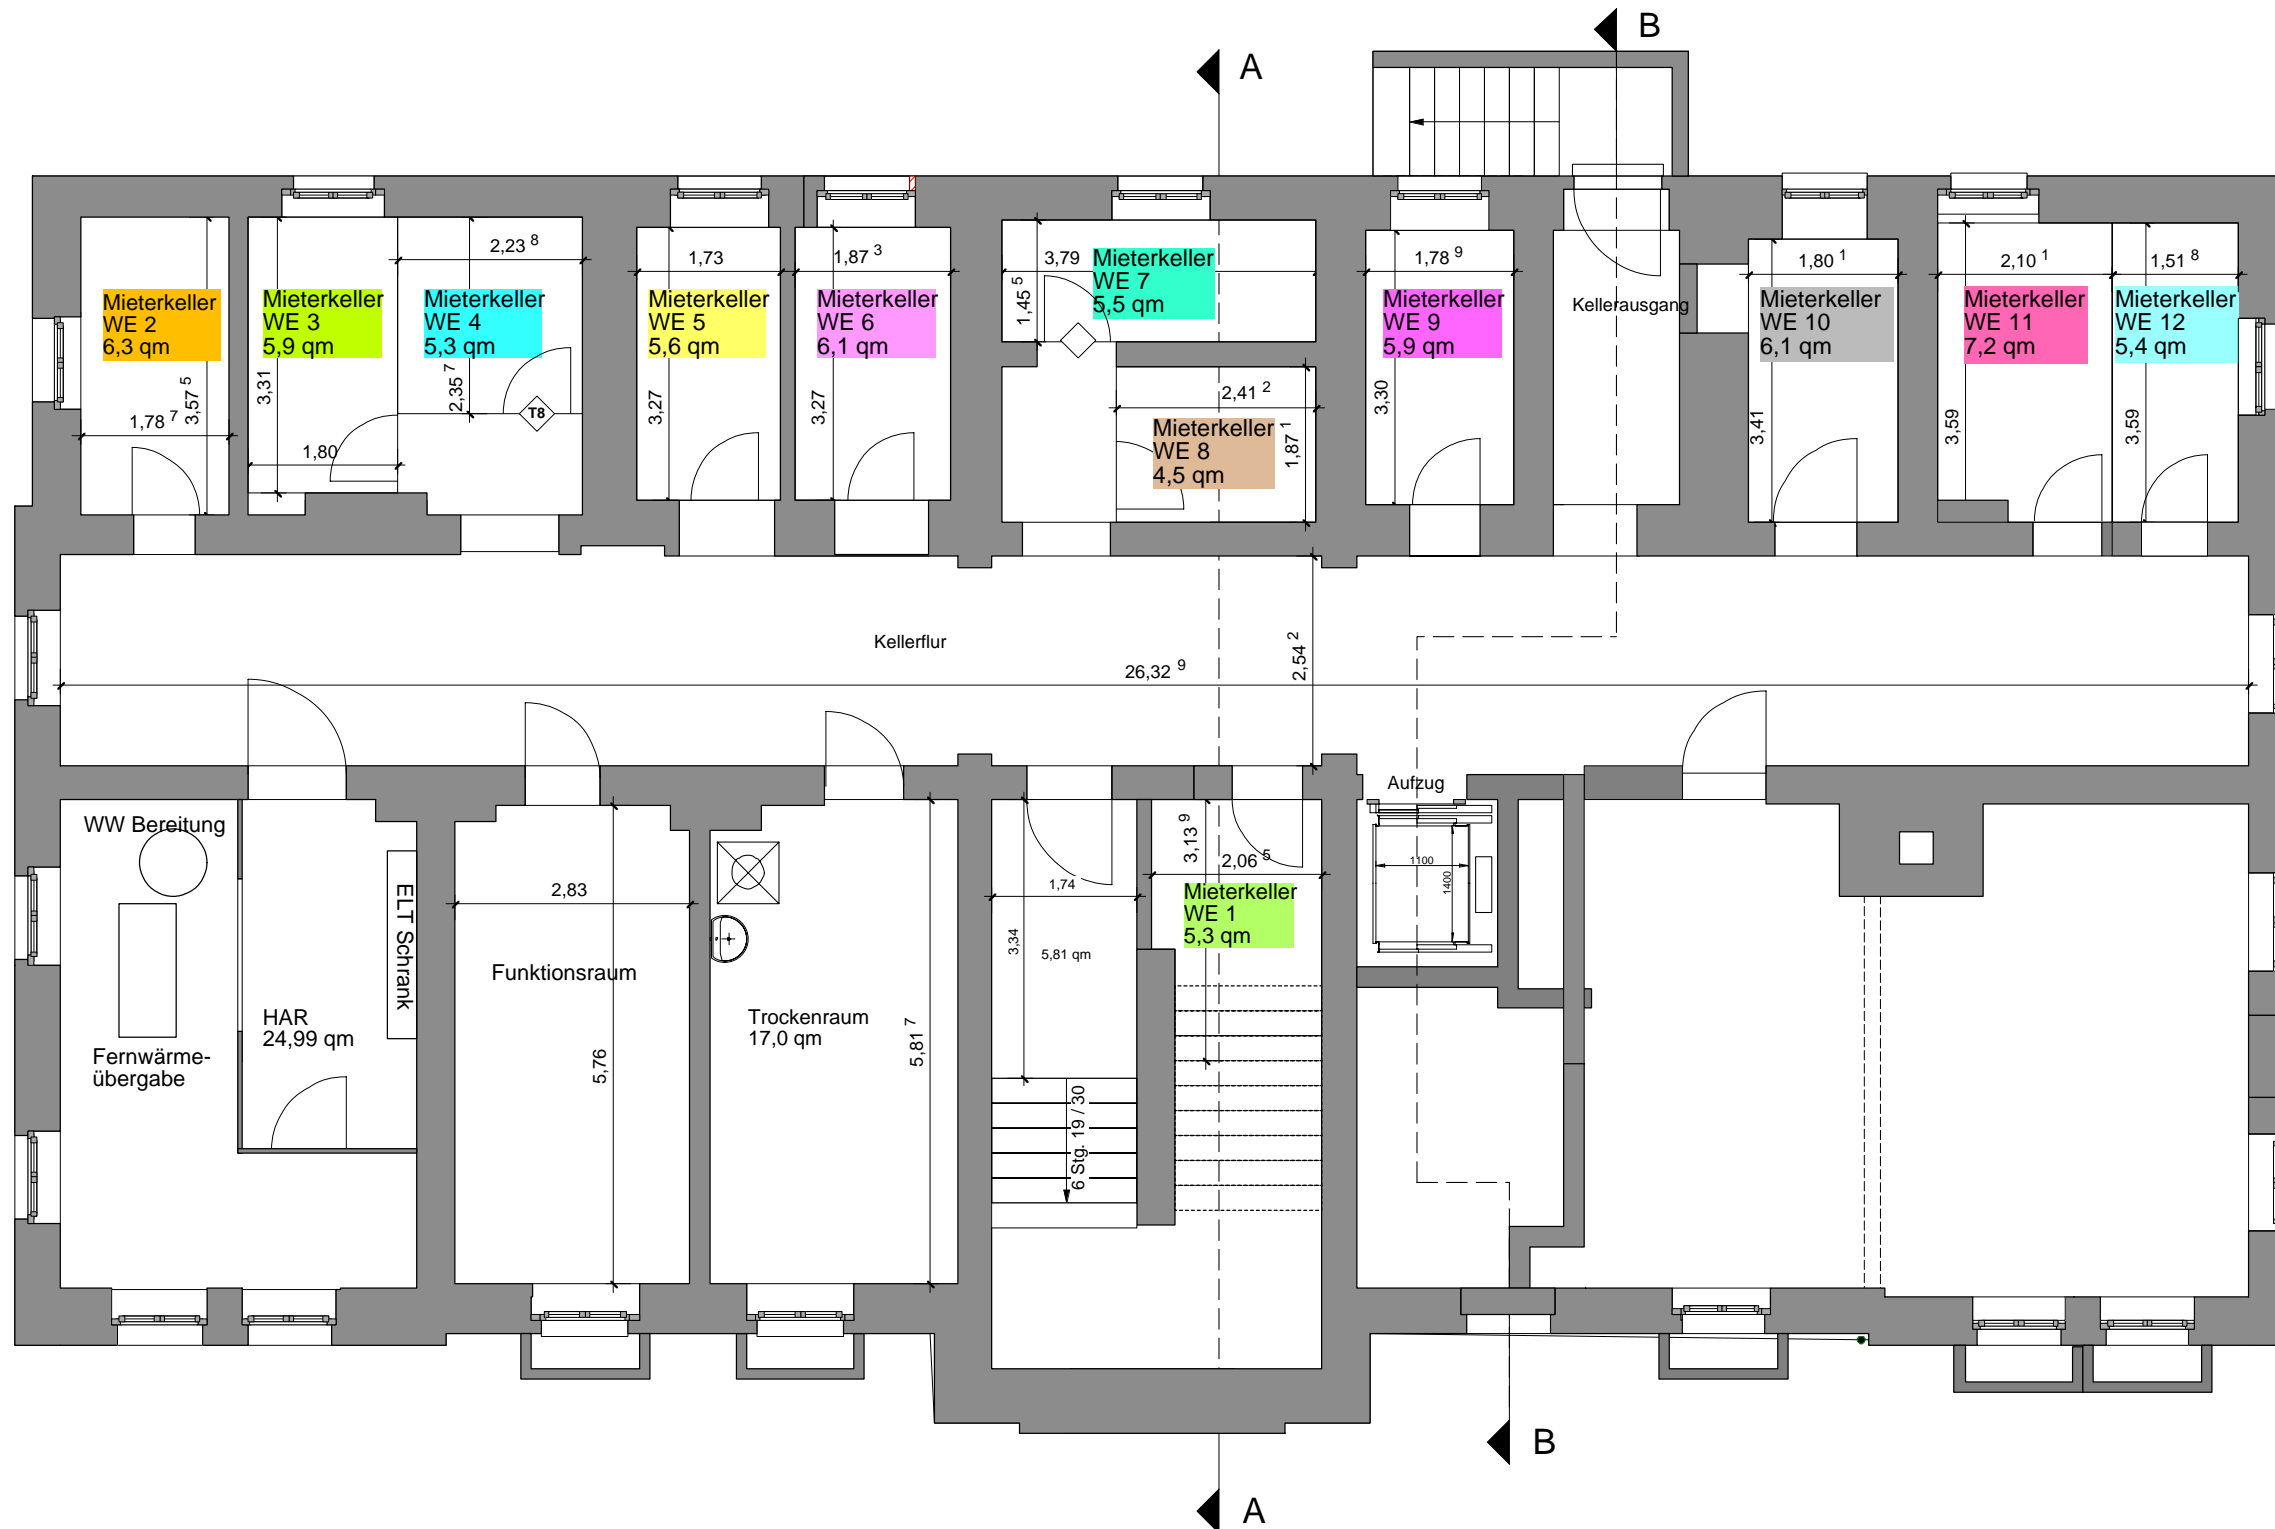 B
A
2,23 8
1,73
1,87 3
3,79
Mieterkeller
WE 7
5,5 qm
1,45 5
1,78 9
Kellerausgang
1,80 1
2,10 1
1,51 8
Mieterkeller
WE 2
6,3 qm
Mieterkeller
WE 3
5,9 qm
Mieterkeller
WE 4
5,3 qm
Mieterkeller
WE 5
5,6 qm
Mieterkeller
WE 6
6,1 qm
Mieterkeller
WE 9
5,9 qm
Mieterkeller
WE 10
6,1 qm
Mieterkeller
WE 11
7,2 qm
Mieterkeller
WE 12
5,4 qm
3,57 5
1,78 7
3,31
1,80
2,35 7
T8
3,27
3,27
2,41 2
Mieterkeller
WE 8
4,5 qm
1,87 1
3,30
3,41
3,59
3,59
Kellerflur
26,32 9
2,54 2
Aufzug
WW Bereitung
ELT Schrank
HAR
24,99 qm
Fernwärme-
übergabe
2,83
Funktionsraum
5,76
Trockenraum
17,0 qm
5,81 7
1,74
3,34
5,81 qm
6 Stg. 19 / 30
3,13 9
2,06 5
Mieterkeller
WE 1
5,3 qm
1100
1400
B
A